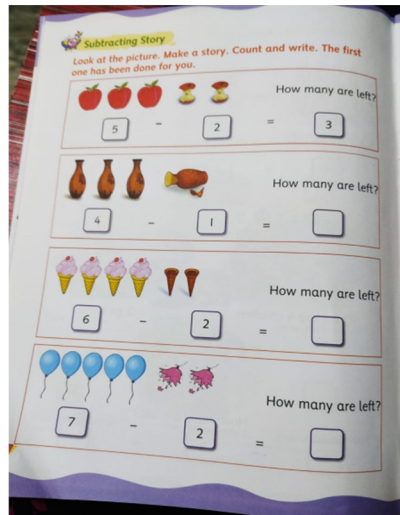 Subtracting Story
Look at the picture. Make a story. Count and write. The first
one has been done for you.
How many are left?
5 - 2 = 3
How many are left?
4 - 1 =
How many are left?
6 - 2 =
How many are left?
7 - 2 =